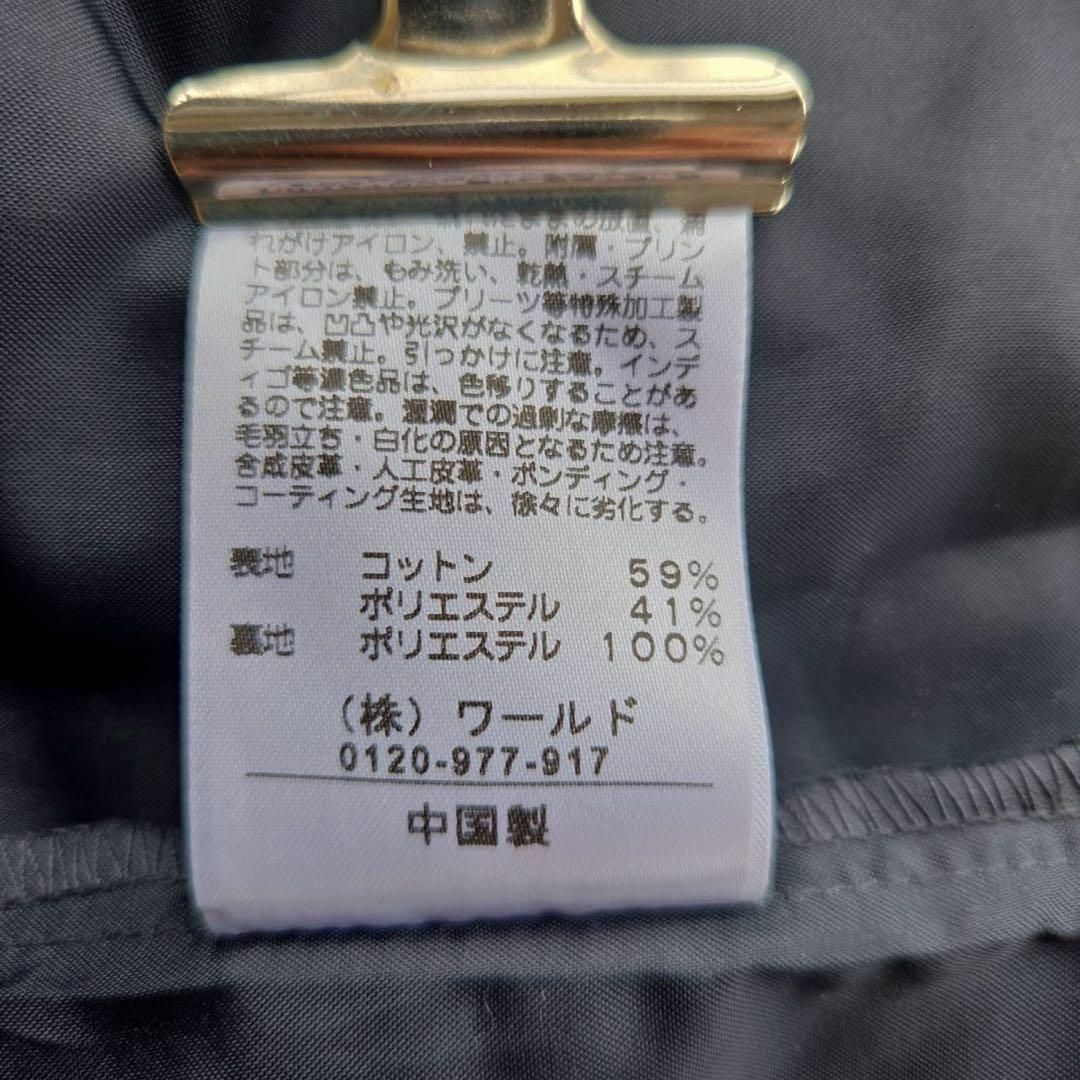 ままの放置、濡
れがけアイロン、禁止。附属・プリン
ト部分は、もみ洗い、乾熱・スチーム
アイロン禁止。プリーツ等特殊加工製
品は、凹凸や光沢がなくなるため、ス
チーム禁止。引っかけに注意。インデ
ィゴ等濃色品は、色移りすることがあ
るので注意。湿潤での過剰な摩擦は、
毛羽立ち・白化の原因となるため注意。
合成皮革・人工皮革・ボンディング・
コーティング生地は、徐々に劣化する。
表地 コットン 59%
ポリエステル 41%
裏地 ポリエステル 100%
(株)ワールド
0120-977-917
中国製